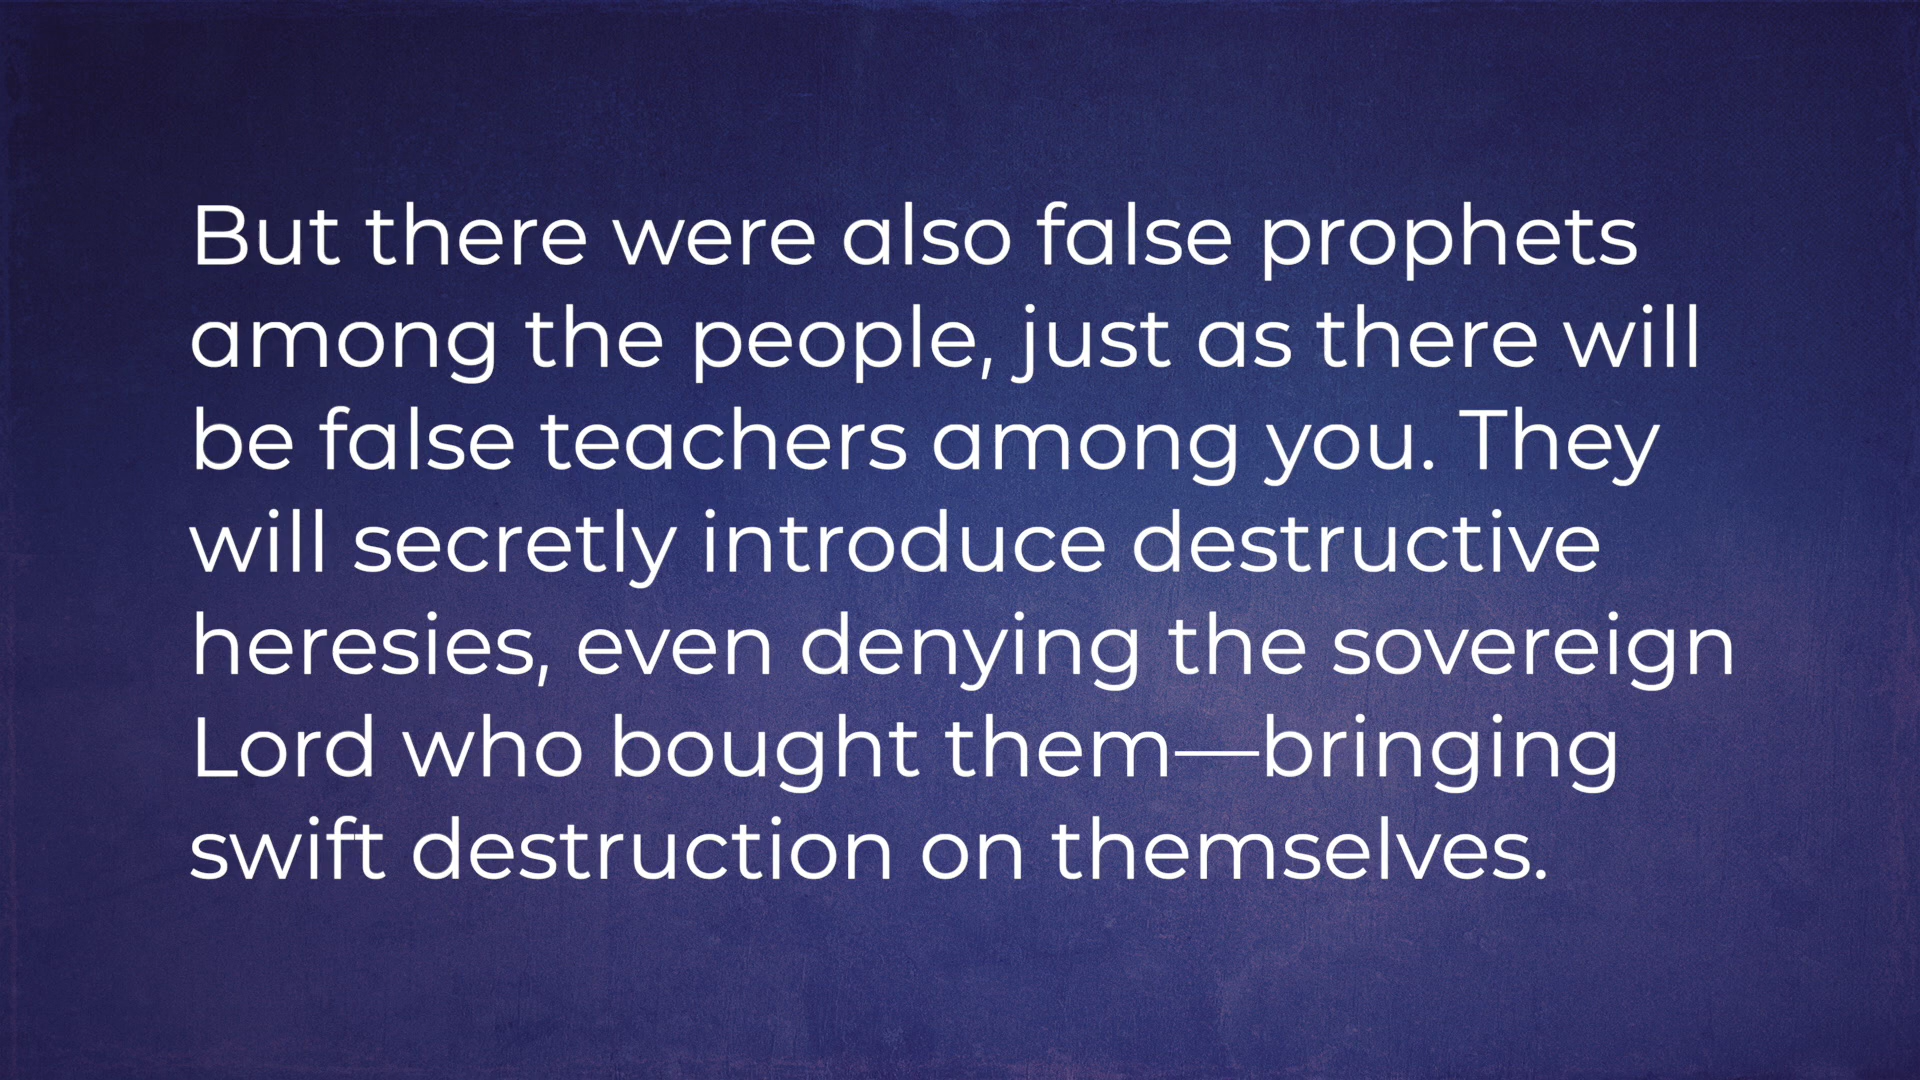 But there were also false prophets
among the people, just as there will
be false teachers among you. They
will secretly introduce destructive
heresies, even denying the sovereign
Lord who bought them—bringing
swift destruction on themselves.